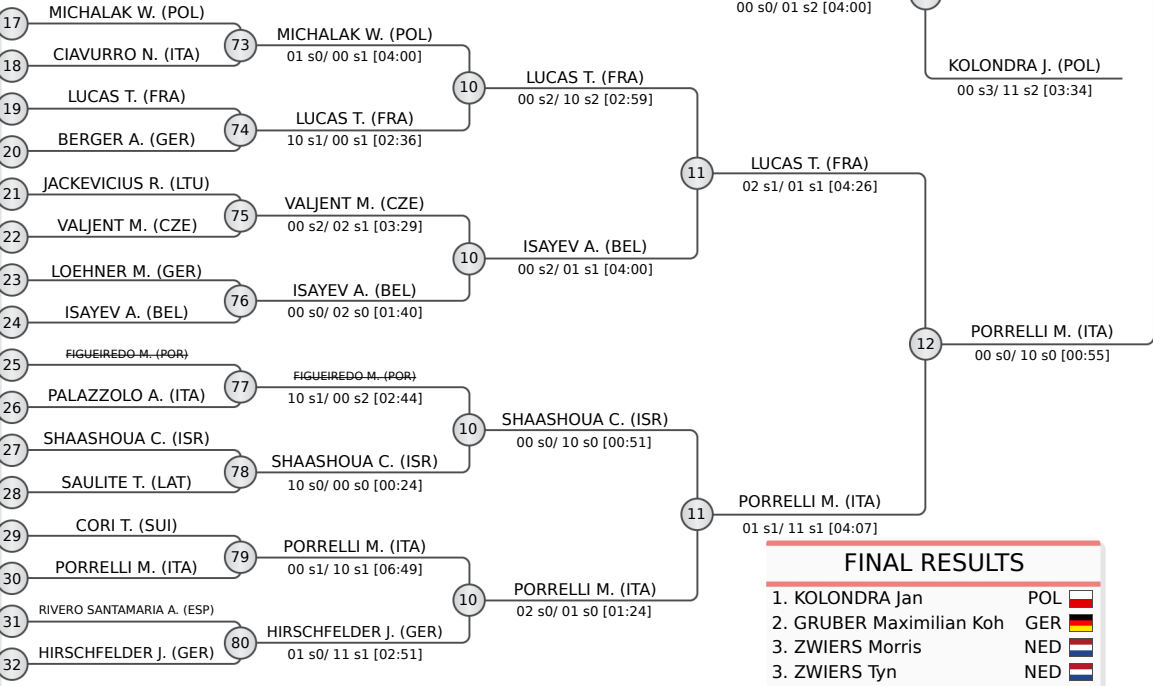 00 s0/ 01 s2 [04:00]
KOLONDRA J. (POL)
00 s3/ 11 s2 [03:34]
17
MICHALAK W. (POL)
18
CIAVURRO N. (ITA)
73
MICHALAK W. (POL)
01 s0/ 00 s1 [04:00]
19
LUCAS T. (FRA)
20
BERGER A. (GER)
74
LUCAS T. (FRA)
10 s1/ 00 s1 [02:36]
10
LUCAS T. (FRA)
00 s2/ 10 s2 [02:59]
21
JACKEVICIUS R. (LTU)
22
VALJENT M. (CZE)
75
VALJENT M. (CZE)
00 s2/ 02 s1 [03:29]
23
LOEHNER M. (GER)
24
ISAYEV A. (BEL)
76
ISAYEV A. (BEL)
00 s0/ 02 s0 [01:40]
10
ISAYEV A. (BEL)
00 s2/ 01 s1 [04:00]
11
LUCAS T. (FRA)
02 s1/ 01 s1 [04:26]
25
FIGUEIREDO M. (POR)
26
PALAZZOLO A. (ITA)
77
FIGUEIREDO M. (POR)
10 s1/ 00 s2 [02:44]
27
SHAASHOUA C. (ISR)
28
SAULITE T. (LAT)
78
SHAASHOUA C. (ISR)
10 s0/ 00 s0 [00:24]
10
SHAASHOUA C. (ISR)
00 s0/ 10 s0 [00:51]
29
CORI T. (SUI)
30
PORRELLI M. (ITA)
79
PORRELLI M. (ITA)
00 s1/ 10 s1 [06:49]
31
RIVERO SANTAMARIA A. (ESP)
32
HIRSCHFELDER J. (GER)
80
HIRSCHFELDER J. (GER)
01 s0/ 11 s1 [02:51]
10
PORRELLI M. (ITA)
02 s0/ 01 s0 [01:24]
11
PORRELLI M. (ITA)
01 s1/ 11 s1 [04:07]
12
PORRELLI M. (ITA)
00 s0/ 10 s0 [00:55]
FINAL RESULTS
1. KOLONDRA Jan POL
2. GRUBER Maximilian Koh GER
3. ZWIERS Morris NED
3. ZWIERS Tyn NED